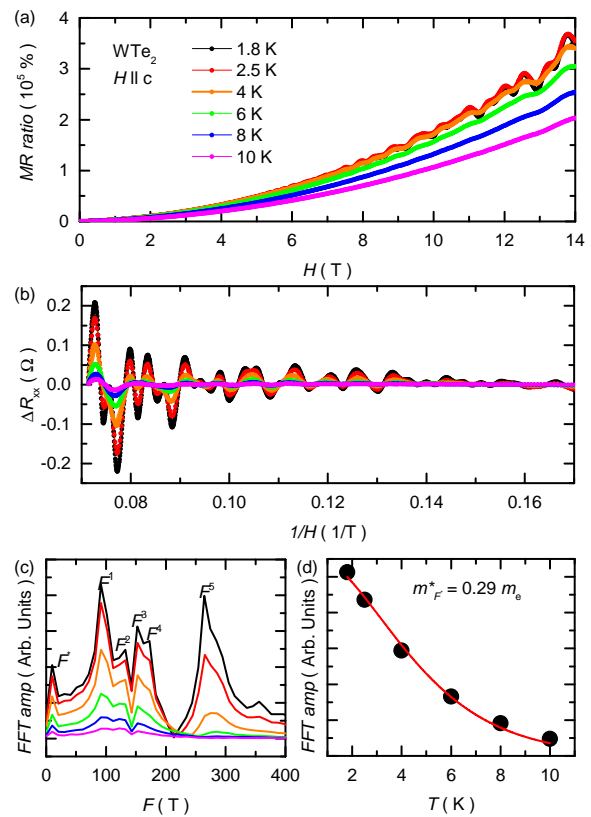 (a)
WTe₂
H ll c
1.8 K
2.5 K
4 K
6 K
8 K
10 K
MR ratio ( 10⁵ % )
4
3
2
1
0
0 2 4 6 8 10 12 14
H ( T )
(b)
ΔRₓₓ ( Ω )
0.2
0.1
0.0
-0.1
-0.2
0.08 0.10 0.12 0.14 0.16
1/H ( 1/T )
(c)
FFT amp ( Arb. Units )
F¹
F²
F³
F⁴
F⁵
0 100 200 300 400
F ( T )
(d)
m*F' = 0.29 mₑ
FFT amp ( Arb. Units )
2 4 6 8 10
T ( K )